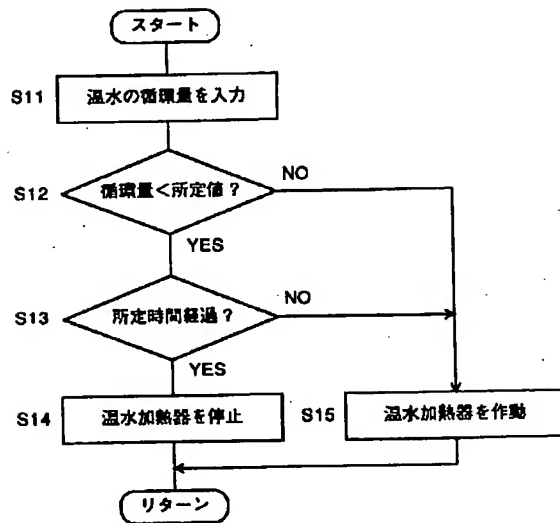 スタート
S11 温水の循環量を入力
S12 循環量<所定値? NO
YES
S13 所定時間経過? NO
YES
S14 温水加熱器を停止 S15 温水加熱器を作動
リターン